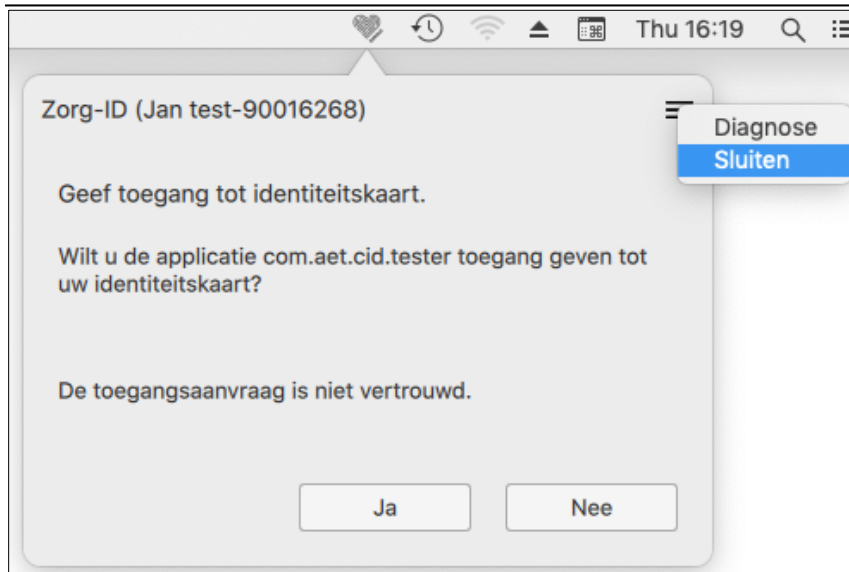 Thu 16:19
Zorg-ID (Jan test-90016268)
Diagnose
Sluiten
Geef toegang tot identiteitskaart.
Wilt u de applicatie com.aet.cid.tester toegang geven tot
uw identiteitskaart?
De toegangsaanvraag is niet vertrouwd.
Ja
Nee